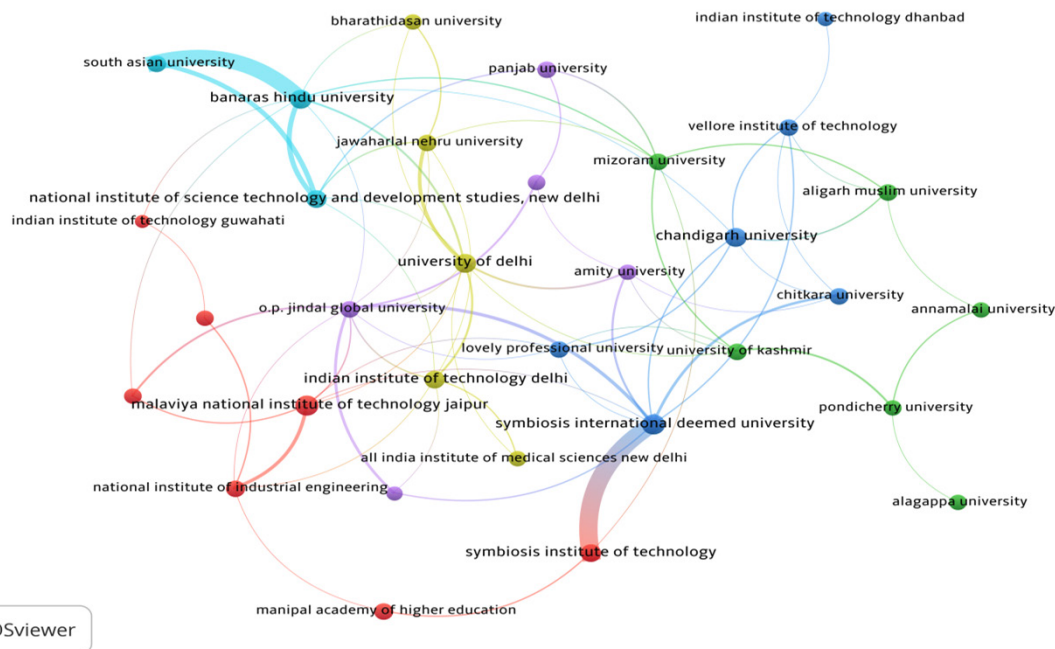 bharathidasan university
indian institute of technology dhanbad
south asian university
panjab university
banaras hindu university
vellore institute of technology
jawaharlal nehru university
mizoram university
aligarh muslim university
national institute of science technology and development studies, new delhi
indian institute of technology guwahati
chandigarh university
university of delhi
amity university
chitkara university
o.p. jindal global university
annamalai university
lovely professional university
university of kashmir
indian institute of technology delhi
malaviya national institute of technology jaipur
pondicherry university
symbiosis international deemed university
all india institute of medical sciences new delhi
national institute of industrial engineering
alagappa university
symbiosis institute of technology
manipal academy of higher education